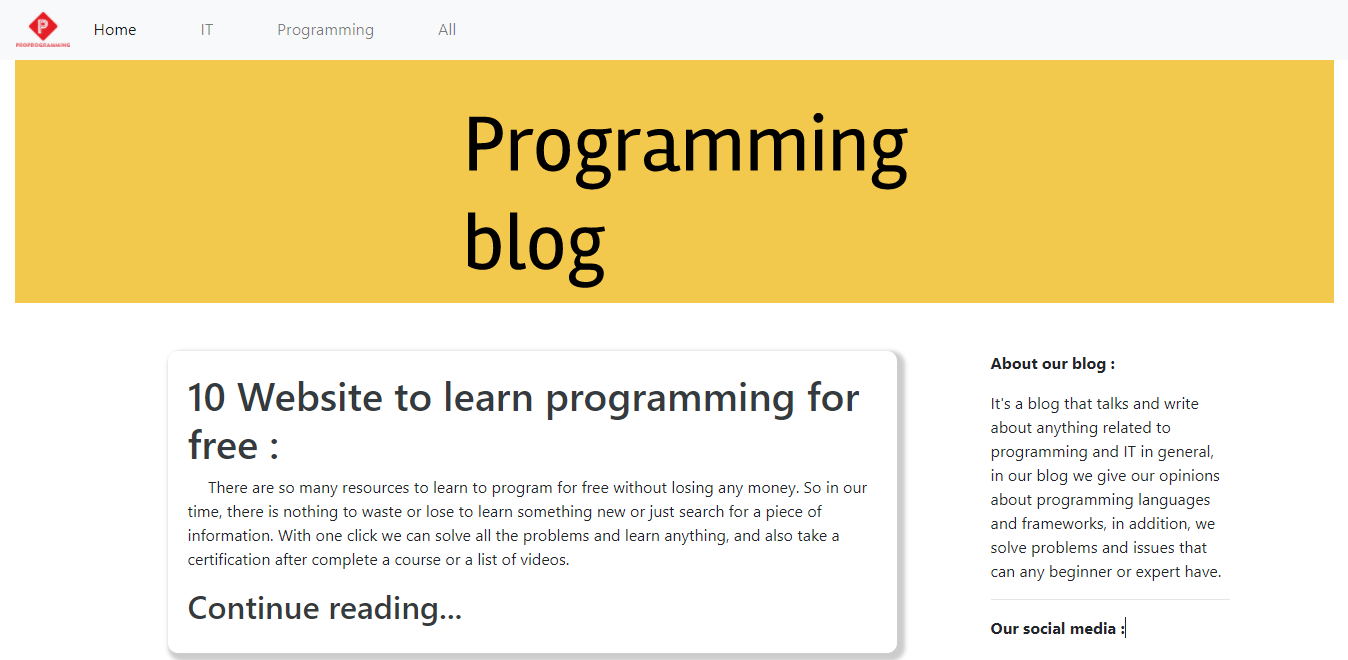 P
PROPROGRAMMING
Home IT Programming All
Programming
blog
10 Website to learn programming for
free :
There are so many resources to learn to program for free without losing any money. So in our
time, there is nothing to waste or lose to learn something new or just search for a piece of
information. With one click we can solve all the problems and learn anything, and also take a
certification after complete a course or a list of videos.
Continue reading...
About our blog :
It's a blog that talks and write
about anything related to
programming and IT in general,
in our blog we give our opinions
about programming languages
and frameworks, in addition, we
solve problems and issues that
can any beginner or expert have.
Our social media :